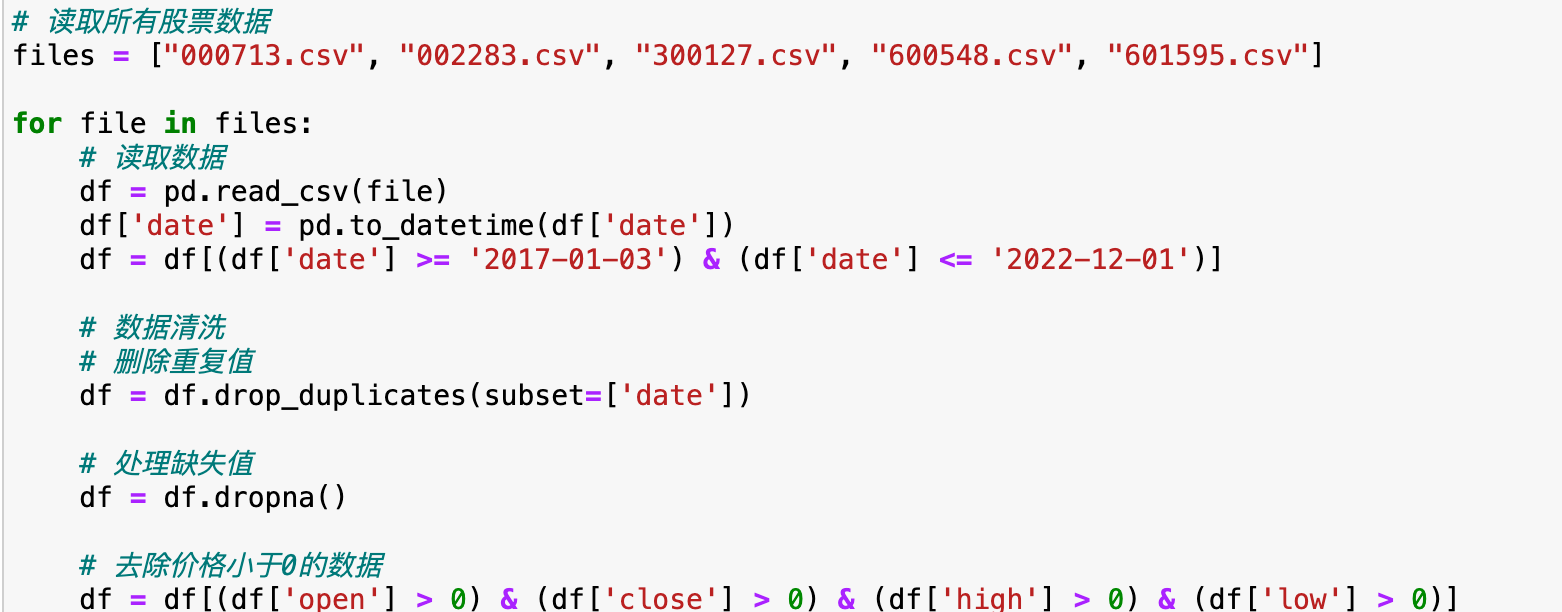 # 读取所有股票数据
files = ["000713.csv", "002283.csv", "300127.csv", "600548.csv", "601595.csv"]
for file in files:
    # 读取数据
    df = pd.read_csv(file)
    df['date'] = pd.to_datetime(df['date'])
    df = df[(df['date'] >= '2017-01-03') & (df['date'] <= '2022-12-01')]
    # 数据清洗
    # 删除重复值
    df = df.drop_duplicates(subset=['date'])
    # 处理缺失值
    df = df.dropna()
    # 去除价格小于0的数据
    df = df[(df['open'] > 0) & (df['close'] > 0) & (df['high'] > 0) & (df['low'] > 0)]